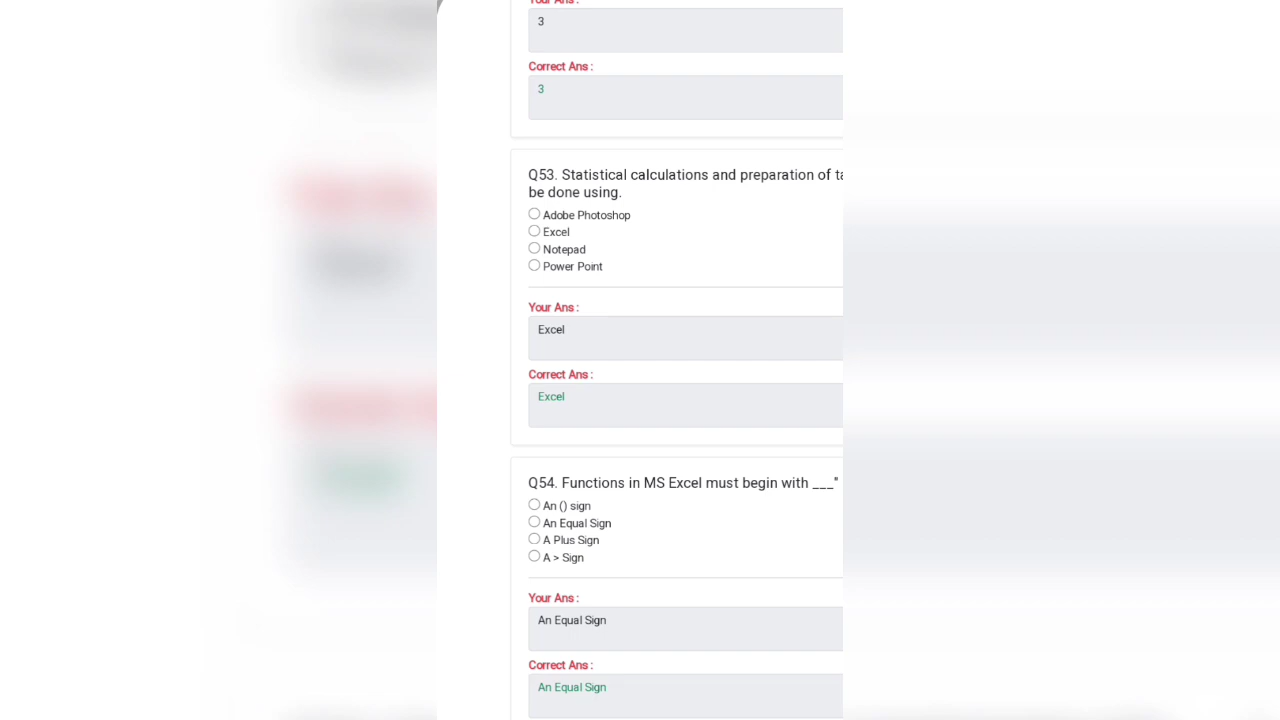 Your Ans :
3
Correct Ans :
3
Q53. Statistical calculations and preparation of
be done using.
Adobe Photoshop
Excel
Notepad
Power Point
Your Ans :
Excel
Correct Ans :
Excel
Q54. Functions in MS Excel must begin with ___"
An () sign
An Equal Sign
A Plus Sign
A > Sign
Your Ans :
An Equal Sign
Correct Ans :
An Equal Sign